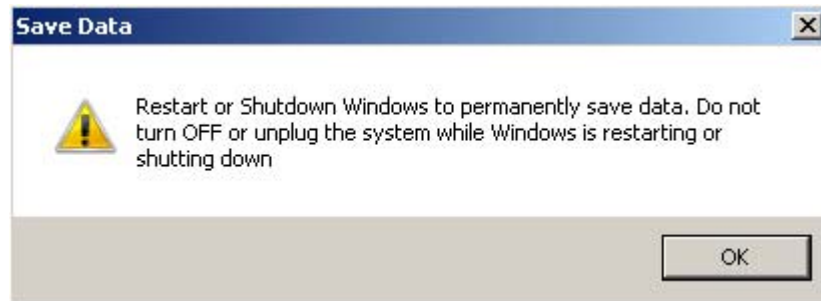 Save Data
Restart or Shutdown Windows to permanently save data. Do not
turn OFF or unplug the system while Windows is restarting or
shutting down
OK